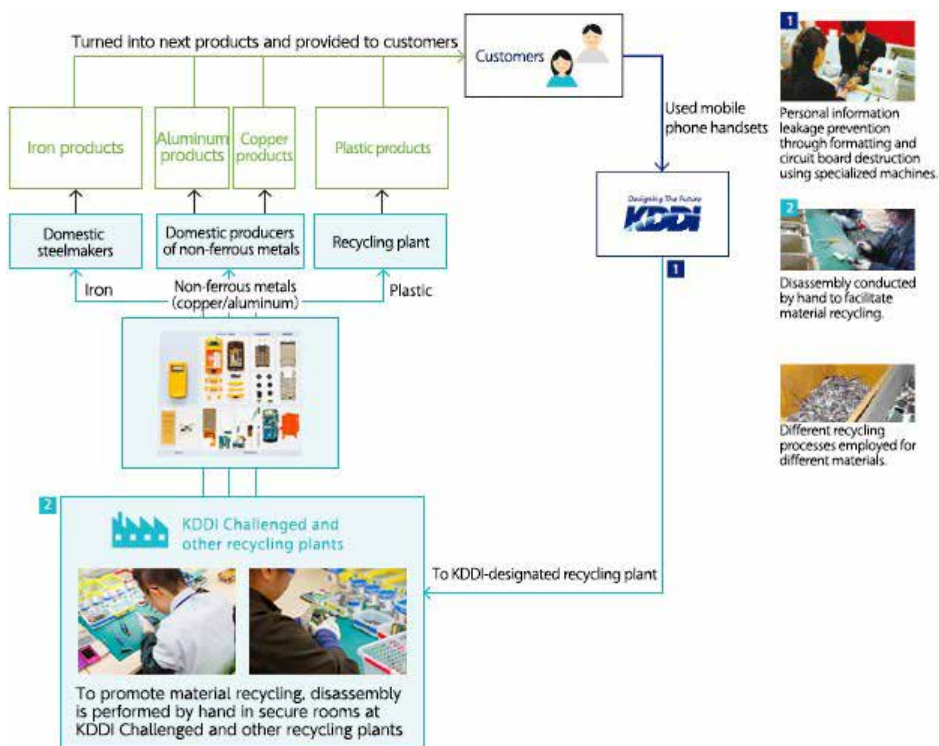 Turned into next products and provided to customers
Customers
Iron products
Aluminum
products
Copper
products
Plastic products
Used mobile
phone handsets
Domestic
steelmakers
Domestic producers
of non-ferrous metals
Recycling plant
Designing The Future
KDDI
1
Iron
Non-ferrous metals
(copper/aluminum)
Plastic
2
KDDI Challenged and
other recycling plants
To KDDI-designated recycling plant
To promote material recycling, disassembly
is performed by hand in secure rooms at
KDDI Challenged and other recycling plants
1
Personal information
leakage prevention
through formatting and
circuit board destruction
using specialized machines.
2
Disassembly conducted
by hand to facilitate
material recycling.
Different recycling
processes employed for
different materials.